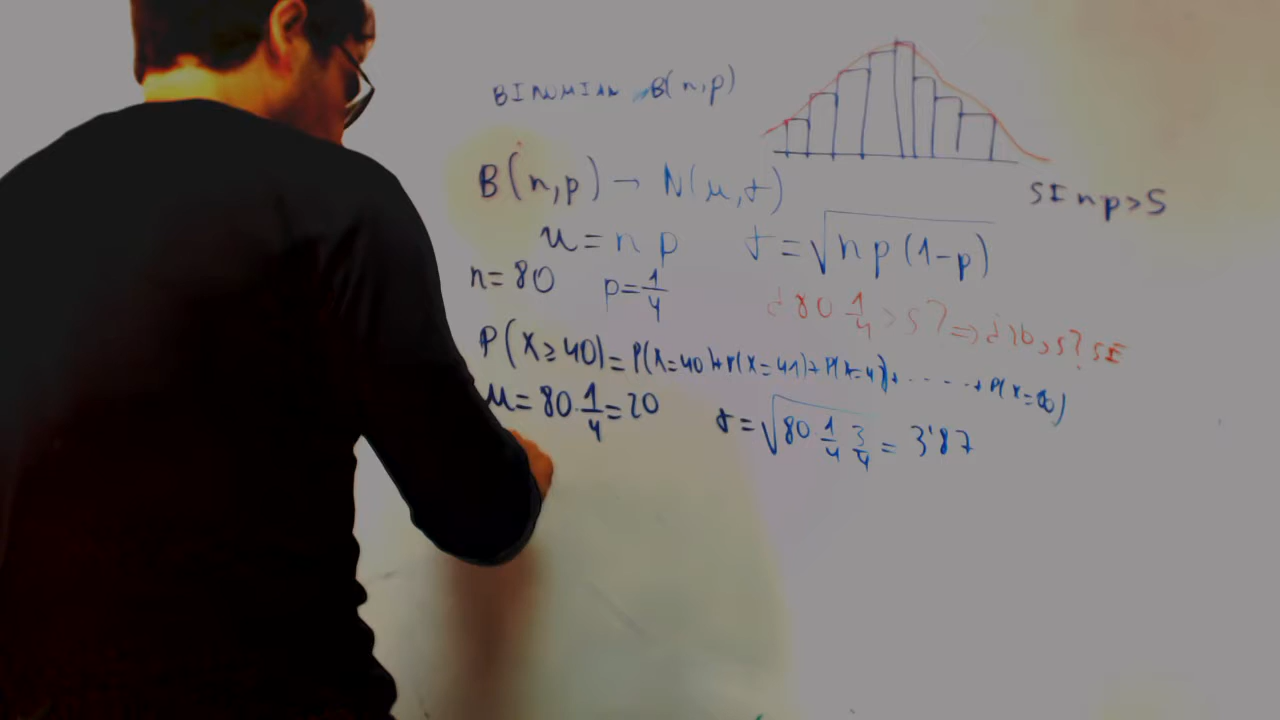 BINOMIAL B(n,p)
B(n,p) → N(μ,σ)
SI np>5
μ = np σ = √np(1-p)
n=80 p=1/4
¿80 1/4 >5? ⇒ ¿20>5? SI
P(X≥40)=P(X=40)+P(X=41)+P(X=42)+.....+P(X=80)
μ=80·1/4=20 σ=√80·1/4·3/4 = 3'87